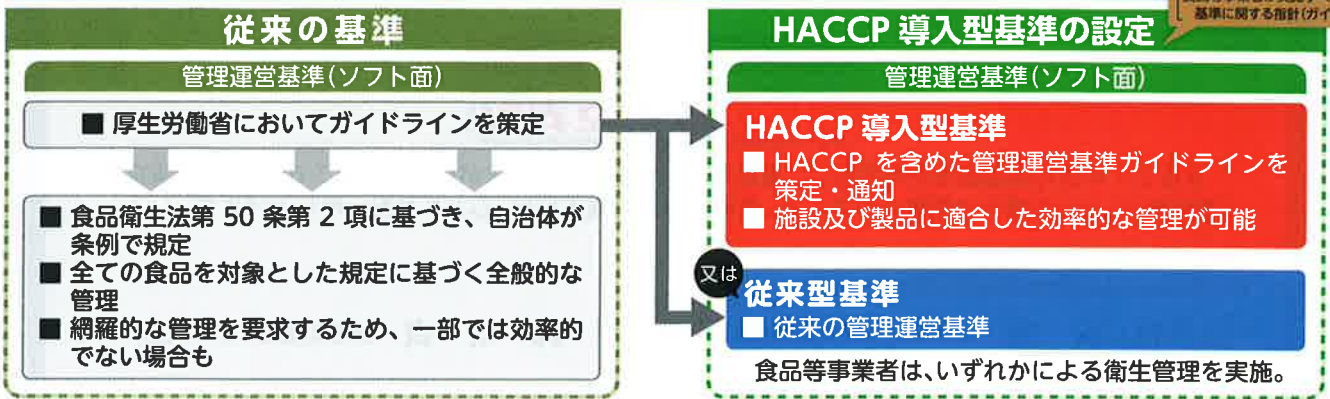 基準に関する指針(ガイ
従来の基準
管理運営基準(ソフト面)
■ 厚生労働省においてガイドラインを策定
■ 食品衛生法第 50 条第 2 項に基づき、自治体が
条例で規定
■ 全ての食品を対象とした規定に基づく全般的な
管理
■ 網羅的な管理を要求するため、一部では効率的
でない場合も
HACCP 導入型基準の設定
管理運営基準(ソフト面)
HACCP 導入型基準
■ HACCP を含めた管理運営基準ガイドラインを
策定・通知
■ 施設及び製品に適合した効率的な管理が可能
又は
従来型基準
■ 従来の管理運営基準
食品等事業者は、いずれかによる衛生管理を実施。